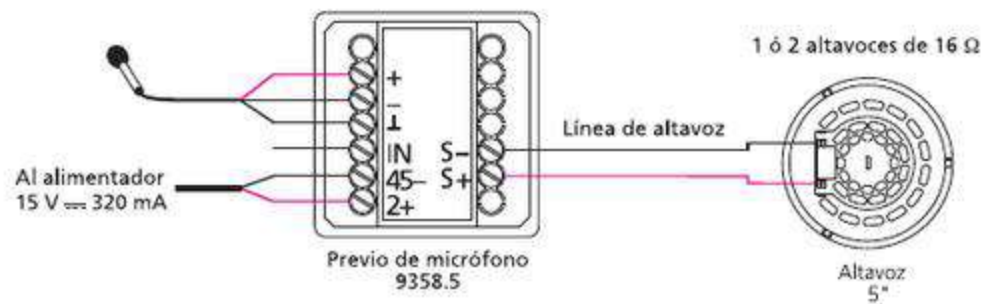 1 ó 2 altavoces de 16 Ω
+
–
⊥
IN
45–
2+
S–
S+
Línea de altavoz
Al alimentador
15 V ⎓ 320 mA
Previo de micrófono
9358.5
Altavoz
5"